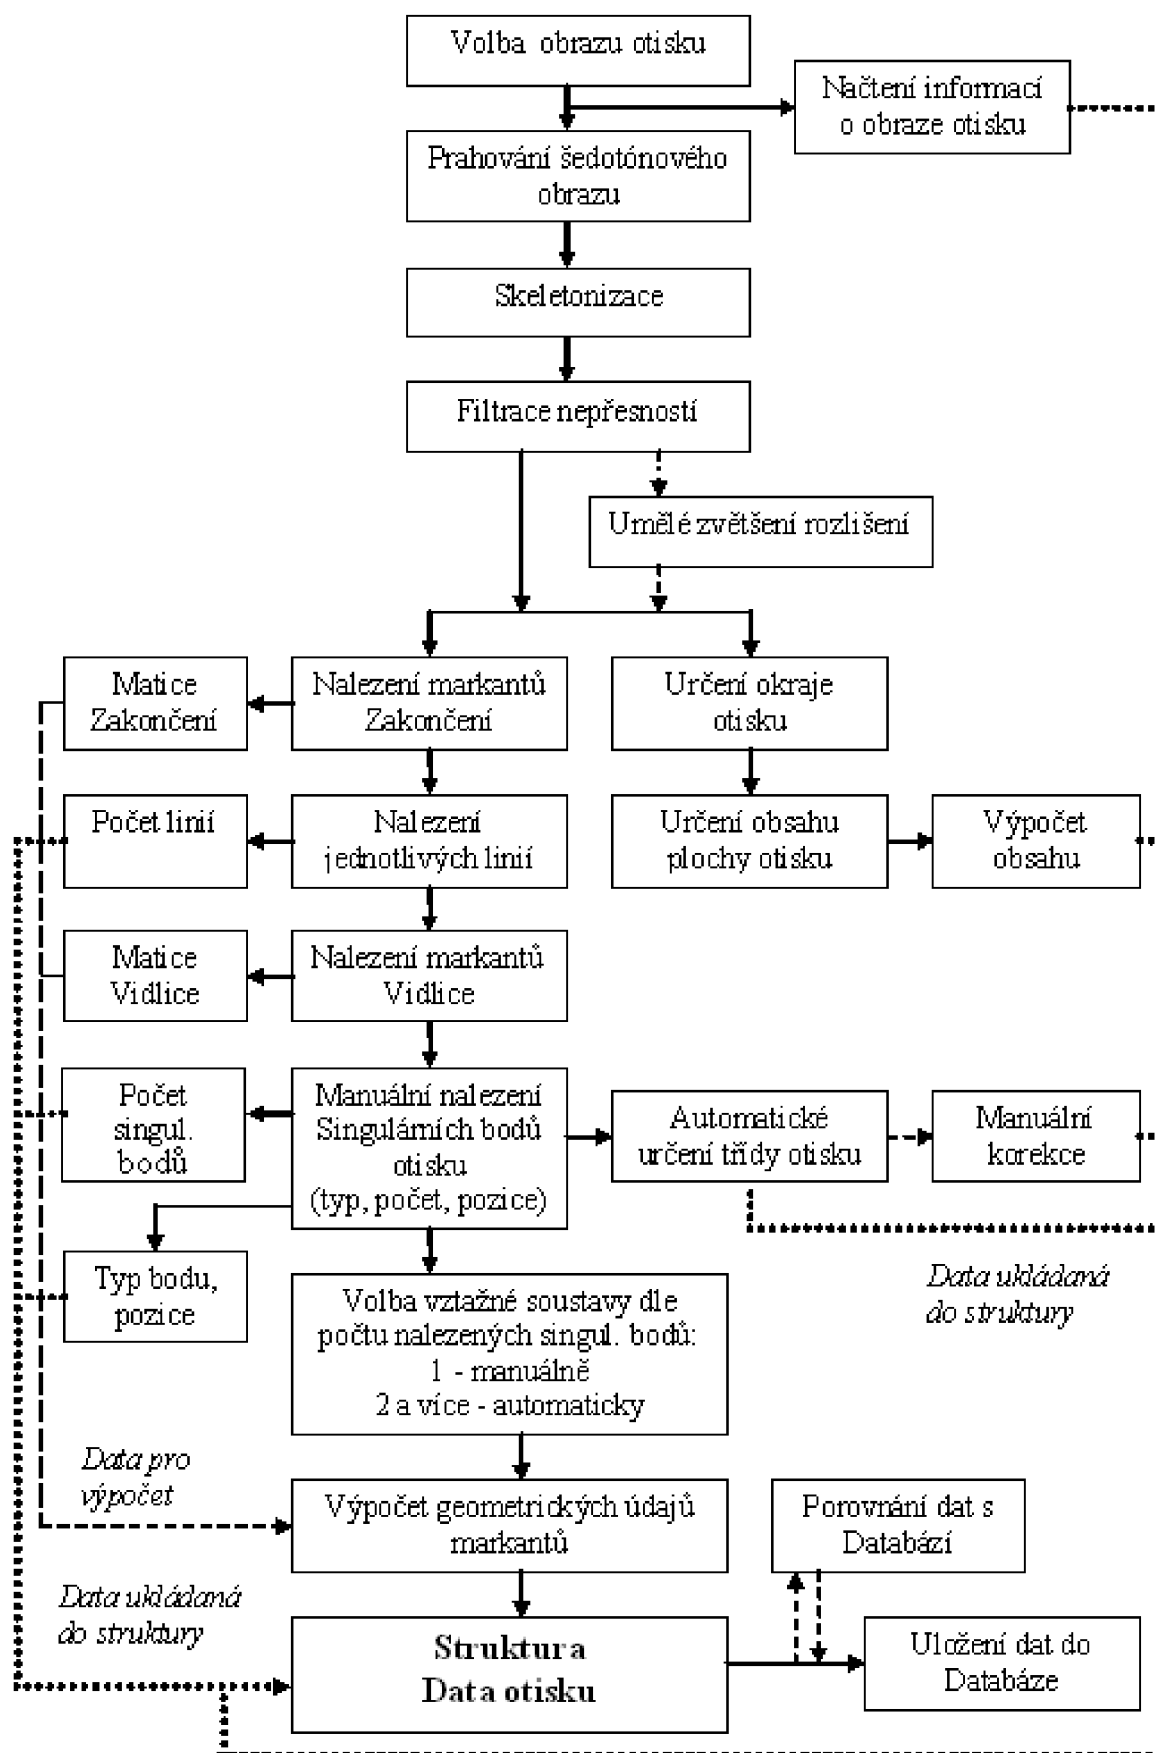 Volba obrazu otisku
Načtení informací
o obraze otisku
Prahování šedotónového
obrazu
Skeletonizace
Filtrace nepřesností
Umělé zvětšení rozlišení
Matice
Zakončení
Nalezení markantů
Zakončení
Určení okraje
otisku
Počet linií
Nalezení
jednotlivých linií
Určení obsahu
plochy otisku
Výpočet
obsahu
Matice
Vidlice
Nalezení markantů
Vidlice
Počet
singul.
bodů
Manuální nalezení
Singulárních bodů
otisku
(typ, počet, pozice)
Automatické
určení třídy otisku
Manuální
korekce
Typ bodu,
pozice
Volba vztažné soustavy dle
počtu nalezených singul. bodů:
1 - manuálně
2 a více - automaticky
Data ukládaná
do struktury
Data pro
výpočet
Výpočet geometrických údajů
markantů
Porovnání dat s
Databází
Data ukládaná
do struktury
Struktura
Data otisku
Uložení dat do
Databáze